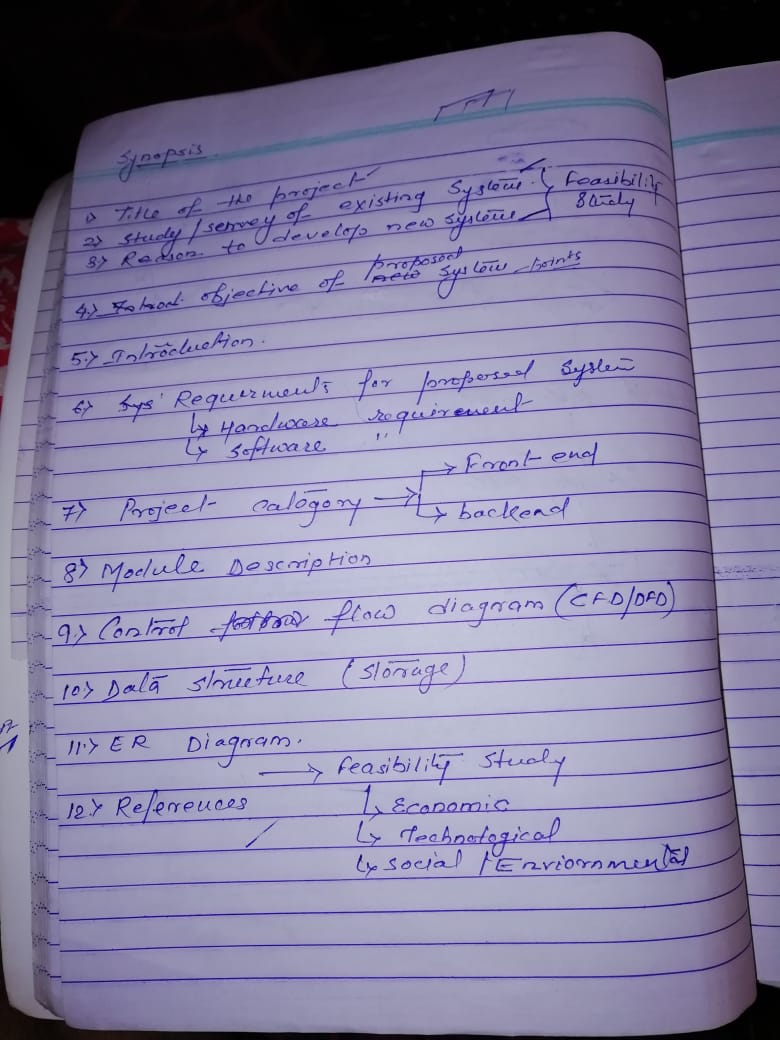 Synopsis
1) Title of the project
2) Study / servey of existing System
3) Reason to develop new system
Feasibility
Study
4.) objective of proposed System points
5.) Introduction.
6) Sys' Requirments for proposed System
↳ Hardware requirement
↳ Software "
7) Project catogory → Front end
↳ backend
8) Module Description
9.) Control flow diagram (CFD/DFD)
10.) Data structure (Storage)
11.) ER Diagram.
→ feasibility Study
12.) References
↳ Economic
↳ Technological
↳ Social / Enviornmental